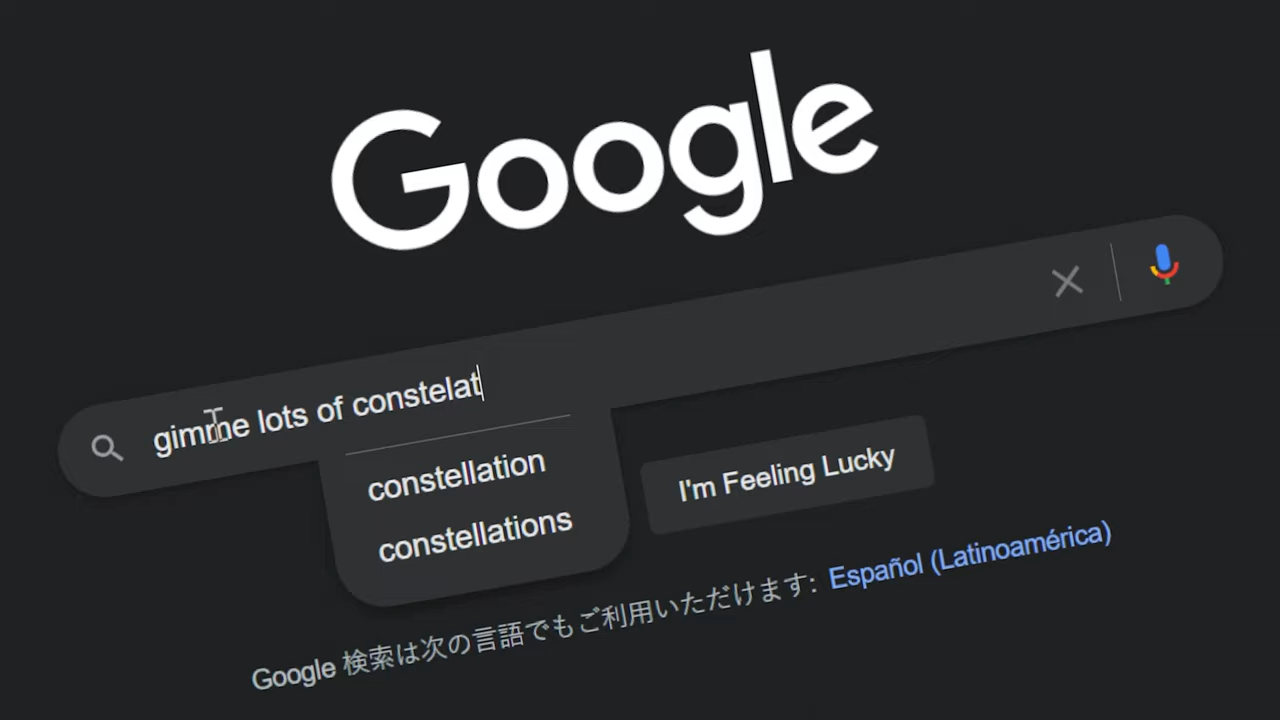 Google
gimme lots of constelat
constellation
constellations
I'm Feeling Lucky
Google 検索は次の言語でもご利用いただけます: Español (Latinoamérica)